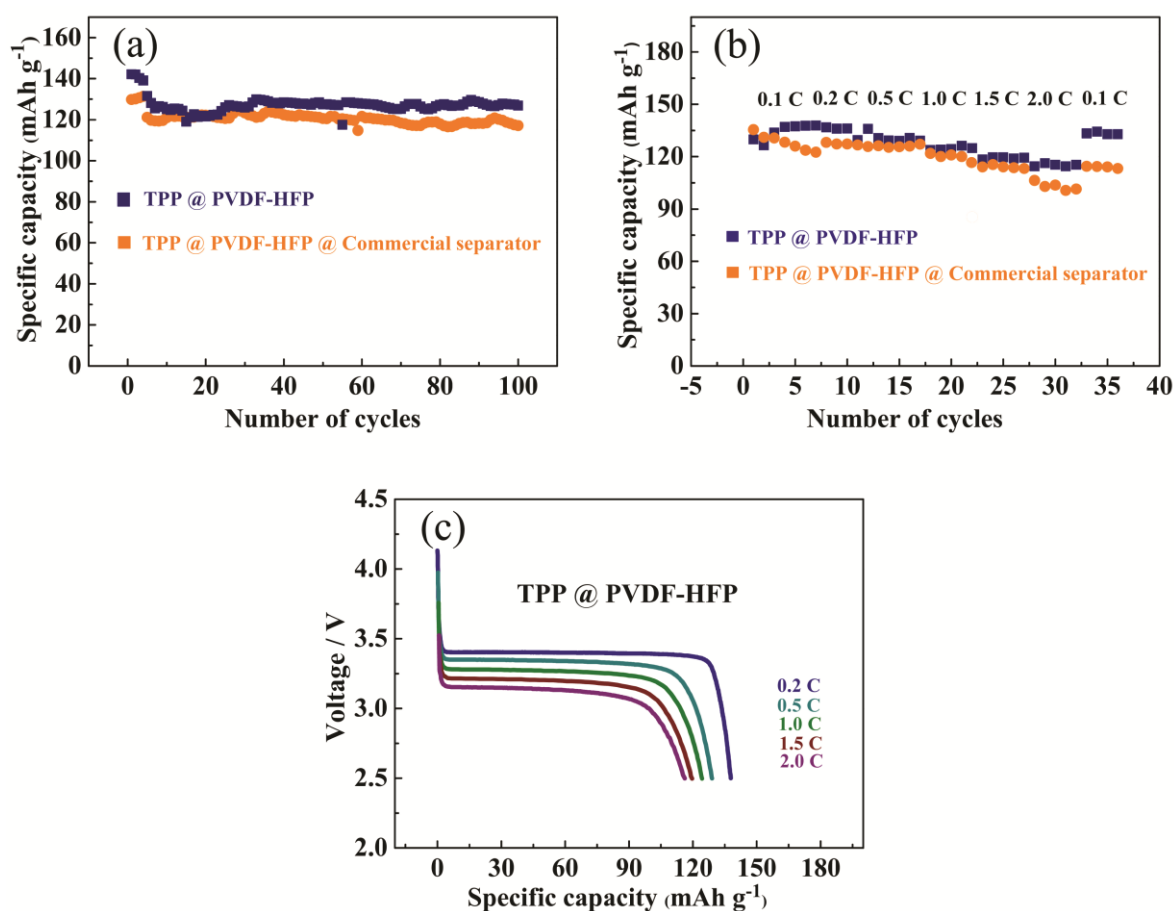 (a)
Specific capacity (mAh g-1)
160
140
120
100
80
60
40
20
0
TPP @ PVDF-HFP
TPP @ PVDF-HFP @ Commercial separator
0 20 40 60 80 100
Number of cycles
(b)
Specific capacity (mAh g-1)
180
150
120
90
60
30
0
0.1 C 0.2 C 0.5 C 1.0 C 1.5 C 2.0 C 0.1 C
TPP @ PVDF-HFP
TPP @ PVDF-HFP @ Commercial separator
-5 0 5 10 15 20 25 30 35 40
Number of cycles
(c)
Voltage / V
4.5
4.0
3.5
3.0
2.5
2.0
TPP @ PVDF-HFP
0.2 C
0.5 C
1.0 C
1.5 C
2.0 C
0 30 60 90 120 150 180
Specific capacity (mAh g-1)